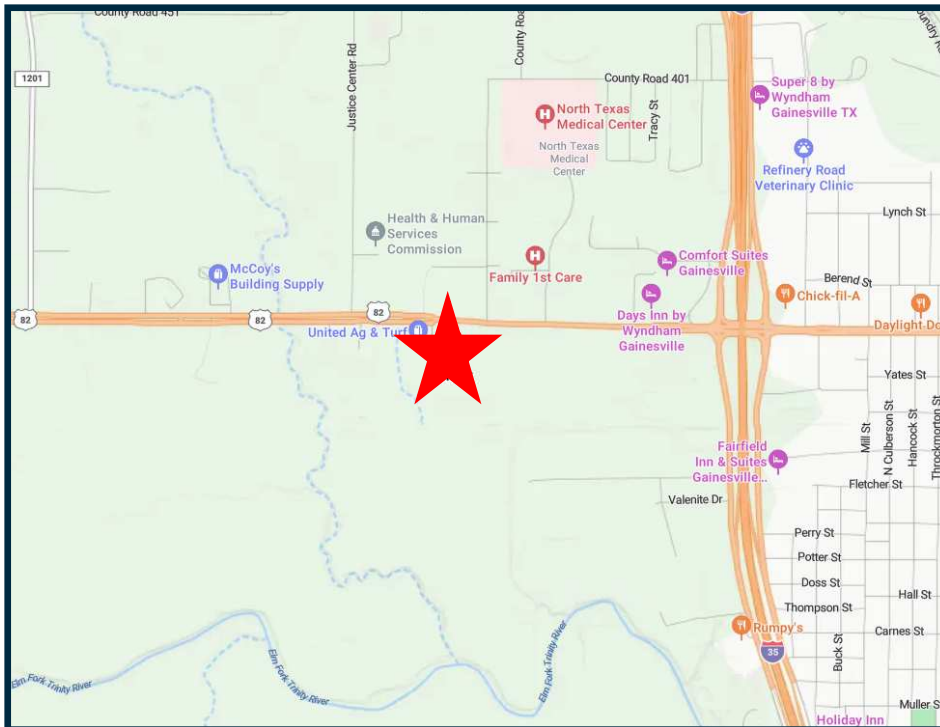 County Road 451
1201
Justice Center Rd
County Roa
County Road 401
Tracy St
North Texas
Medical Center
North Texas
Medical
Center
Super 8 by
Wyndham
Gainesville TX
Refinery Road
Veterinary Clinic
Lynch St
Health & Human
Services
Commission
McCoy's
Building Supply
Family 1st Care
Comfort Suites
Gainesville
Days Inn by
Wyndham
Gainesville
Berend St
Chick-fil-A
Daylight Do
82
82
82
United Ag & Turf
Yates St
Mill St
N Culberson St
Hancock St
Throckmorton St
Fairfield
Inn & Suites
Gainesville...
Fletcher St
Valenite Dr
Perry St
Potter St
Doss St
Hall St
Thompson St
Carnes St
Buck St
Rumpy's
35
Elm Fork Trinity River
Elm Fork Trinity River
Elm Fork Trinity River
Muller S
Holiday Inn